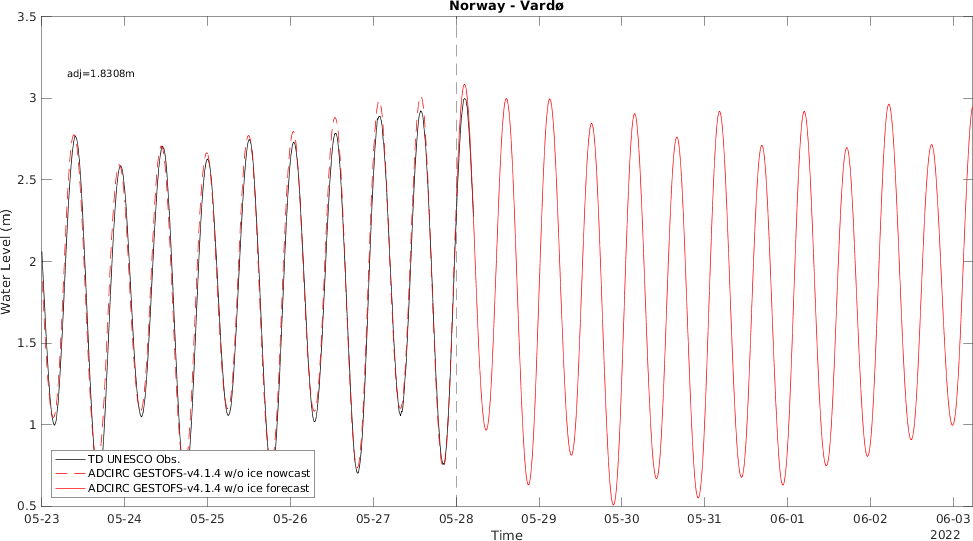 Norway - Vardø
3.5
adj=1.8308m
3
2.5
Water Level (m)
2
1.5
1
TD UNESCO Obs.
ADCIRC GESTOFS-v4.1.4 w/o ice nowcast
ADCIRC GESTOFS-v4.1.4 w/o ice forecast
0.5
05-23 05-24 05-25 05-26 05-27 05-28 05-29 05-30 05-31 06-01 06-02 06-03
Time
2022